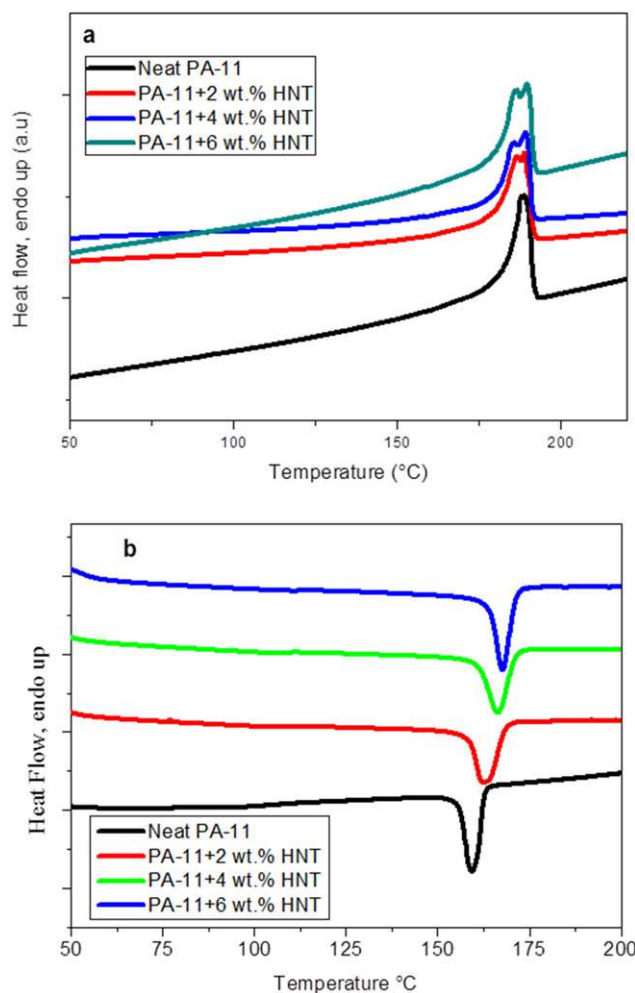 a
Neat PA-11
PA-11+2 wt.% HNT
PA-11+4 wt.% HNT
PA-11+6 wt.% HNT
Heat flow, endo up (a.u)
50
100
150
200
Temperature (°C)
b
Heat Flow, endo up
Neat PA-11
PA-11+2 wt.% HNT
PA-11+4 wt.% HNT
PA-11+6 wt.% HNT
50
75
100
125
150
175
200
Temperature °C